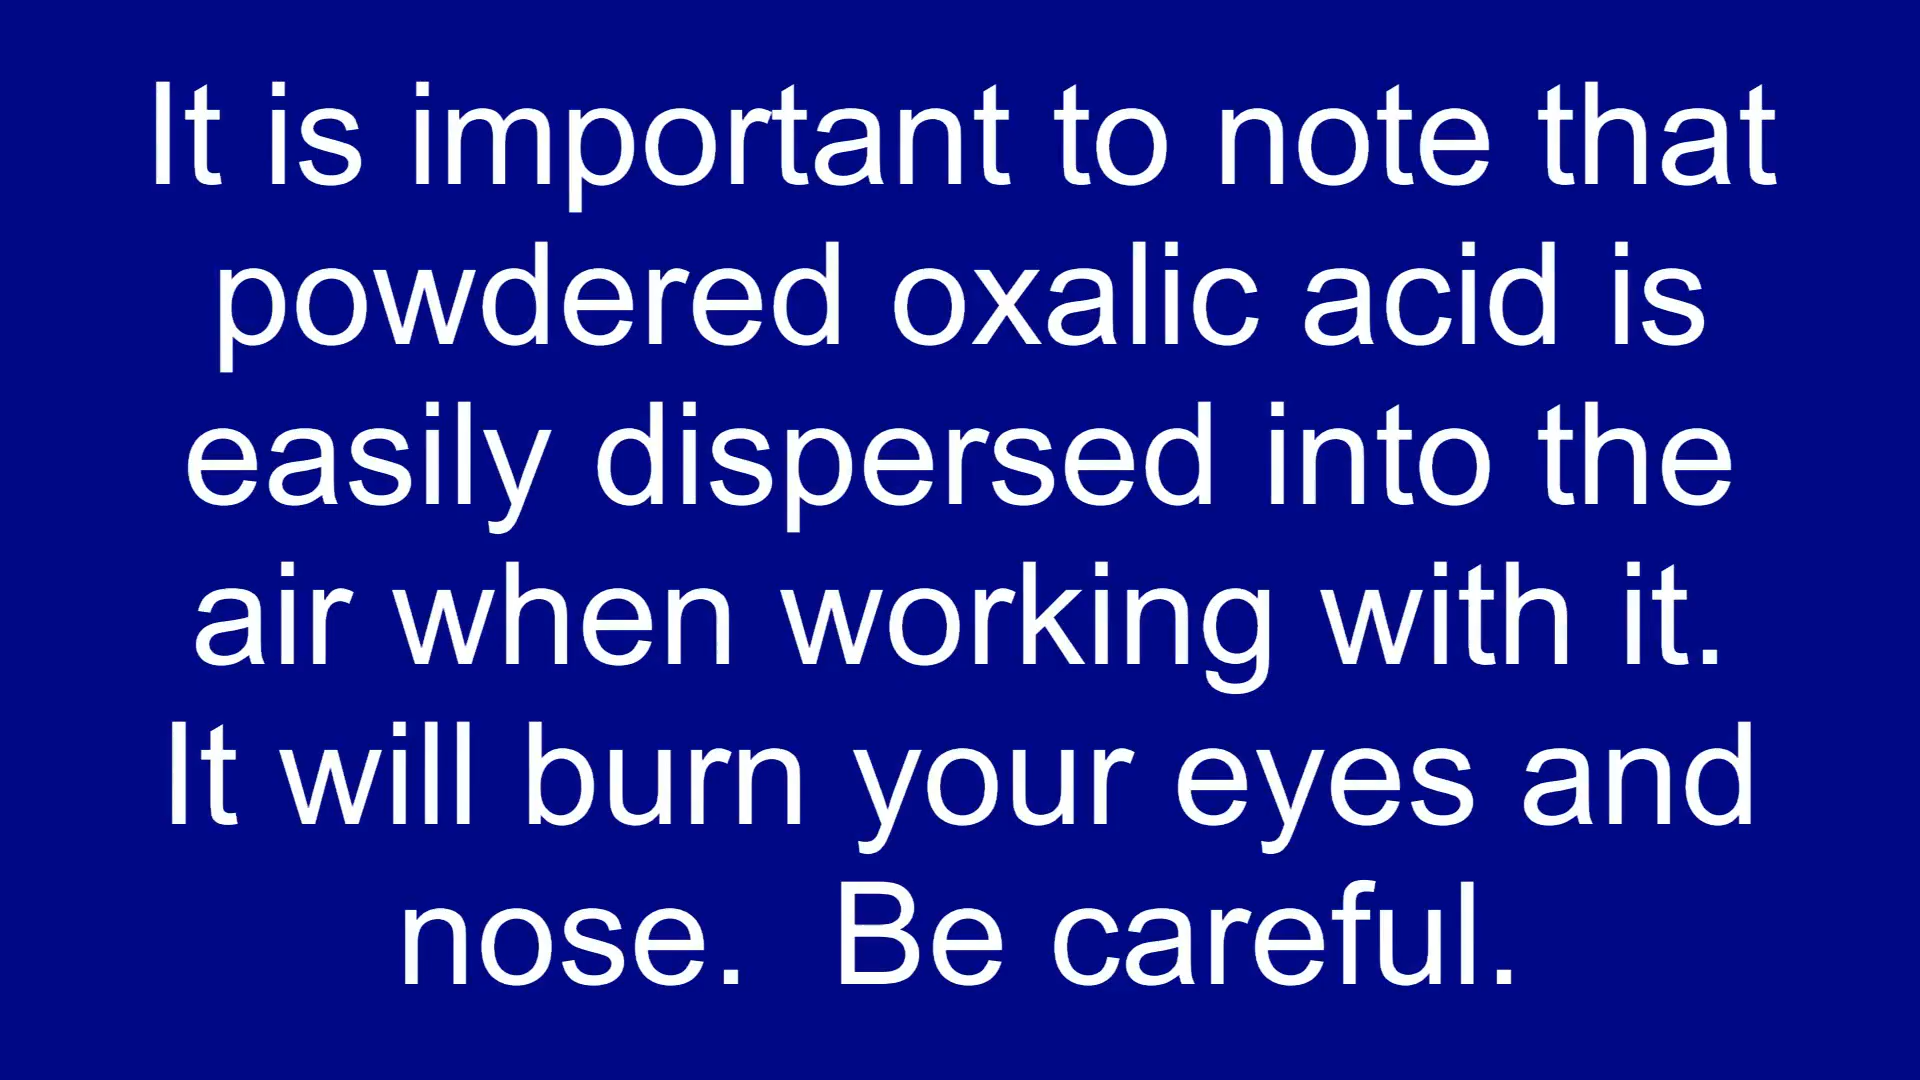 It is important to note that
powdered oxalic acid is
easily dispersed into the
air when working with it.
It will burn your eyes and
nose.  Be careful.